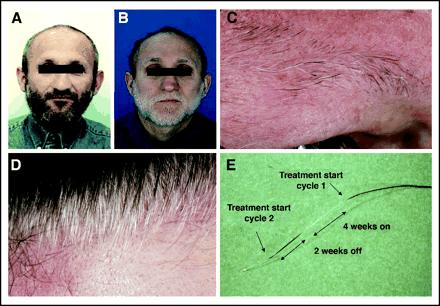 A
B
C
D
E
Treatment start
cycle 1
Treatment start
cycle 2
4 weeks on
2 weeks off